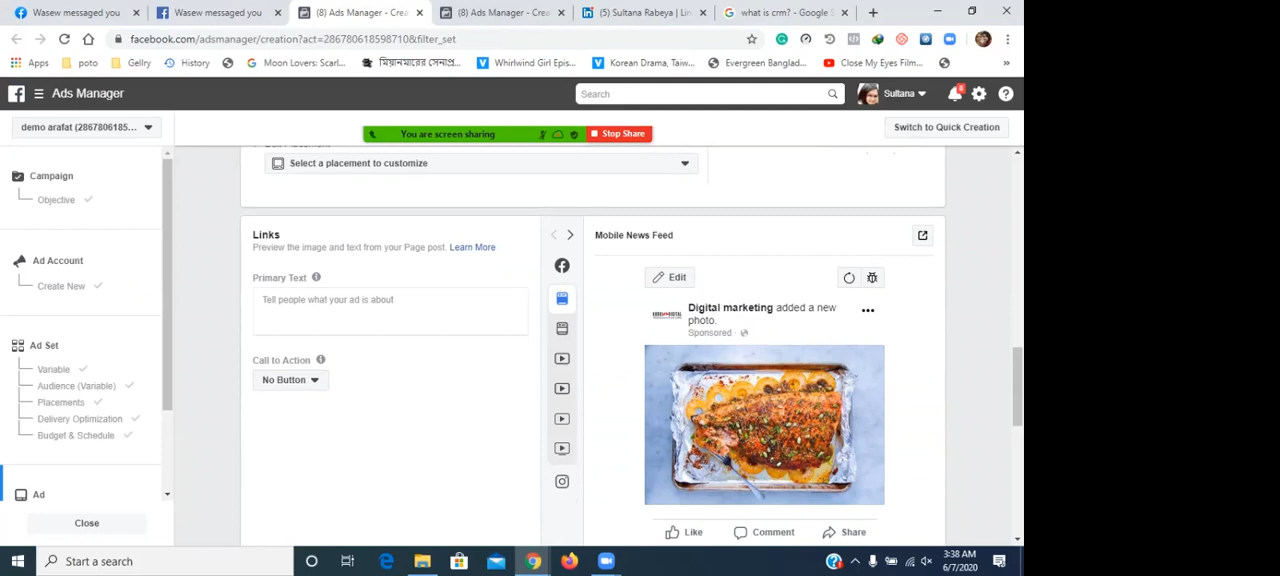 Wasew messaged you
Wasew messaged you
(8) Ads Manager - Crea
(8) Ads Manager - Crea
(5) Sultana Rabeya | Lin
what is crm? - Google S
facebook.com/adsmanager/creation?act=286780618598710&filter_set
Apps
poto
Gellry
History
Moon Lovers: Scarl...
মিয়ানমারের সেনাপ্র...
Whirlwind Girl Epis...
Korean Drama, Taiw...
Evergreen Banglad...
Close My Eyes Film...
Ads Manager
Search
Sultana
8
demo arafat (2867806185...
You are screen sharing
Stop Share
Switch to Quick Creation
Select a placement to customize
Campaign
Objective
Ad Account
Create New
Ad Set
Variable
Audience (Variable)
Placements
Delivery Optimization
Budget & Schedule
Ad
Close
Links
Preview the image and text from your Page post. Learn More
Primary Text
Tell people what your ad is about
Call to Action
No Button
Mobile News Feed
Edit
Digital marketing added a new
photo.
Sponsored ·
Like
Comment
Share
Start a search
3:38 AM
6/7/2020